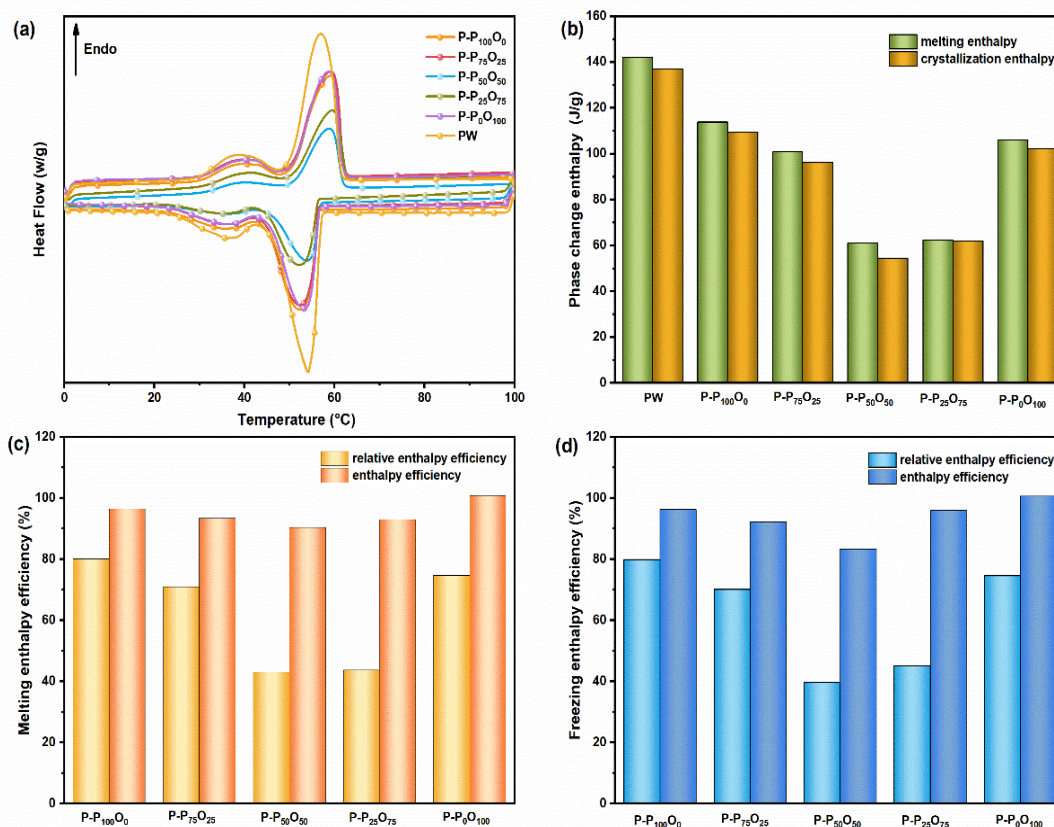 (a)
Endo
P-P₁₀₀O₀
P-P₇₅O₂₅
P-P₅₀O₅₀
P-P₂₅O₇₅
P-P₀O₁₀₀
PW
Heat Flow (w/g)
0 20 40 60 80 100
Temperature (°C)
(b)
melting enthalpy
crystallization enthalpy
Phase change enthalpy (J/g)
160
140
120
100
80
60
40
20
0
PW P-P₁₀₀O₀ P-P₇₅O₂₅ P-P₅₀O₅₀ P-P₂₅O₇₅ P-P₀O₁₀₀
(c)
relative enthalpy efficiency
enthalpy efficiency
Melting enthalpy efficiency (%)
120
100
80
60
40
20
0
P-P₁₀₀O₀ P-P₇₅O₂₅ P-P₅₀O₅₀ P-P₂₅O₇₅ P-P₀O₁₀₀
(d)
relative enthalpy efficiency
enthalpy efficiency
Freezing enthalpy efficiency (%)
120
100
80
60
40
20
0
P-P₁₀₀O₀ P-P₇₅O₂₅ P-P₅₀O₅₀ P-P₂₅O₇₅ P-P₀O₁₀₀